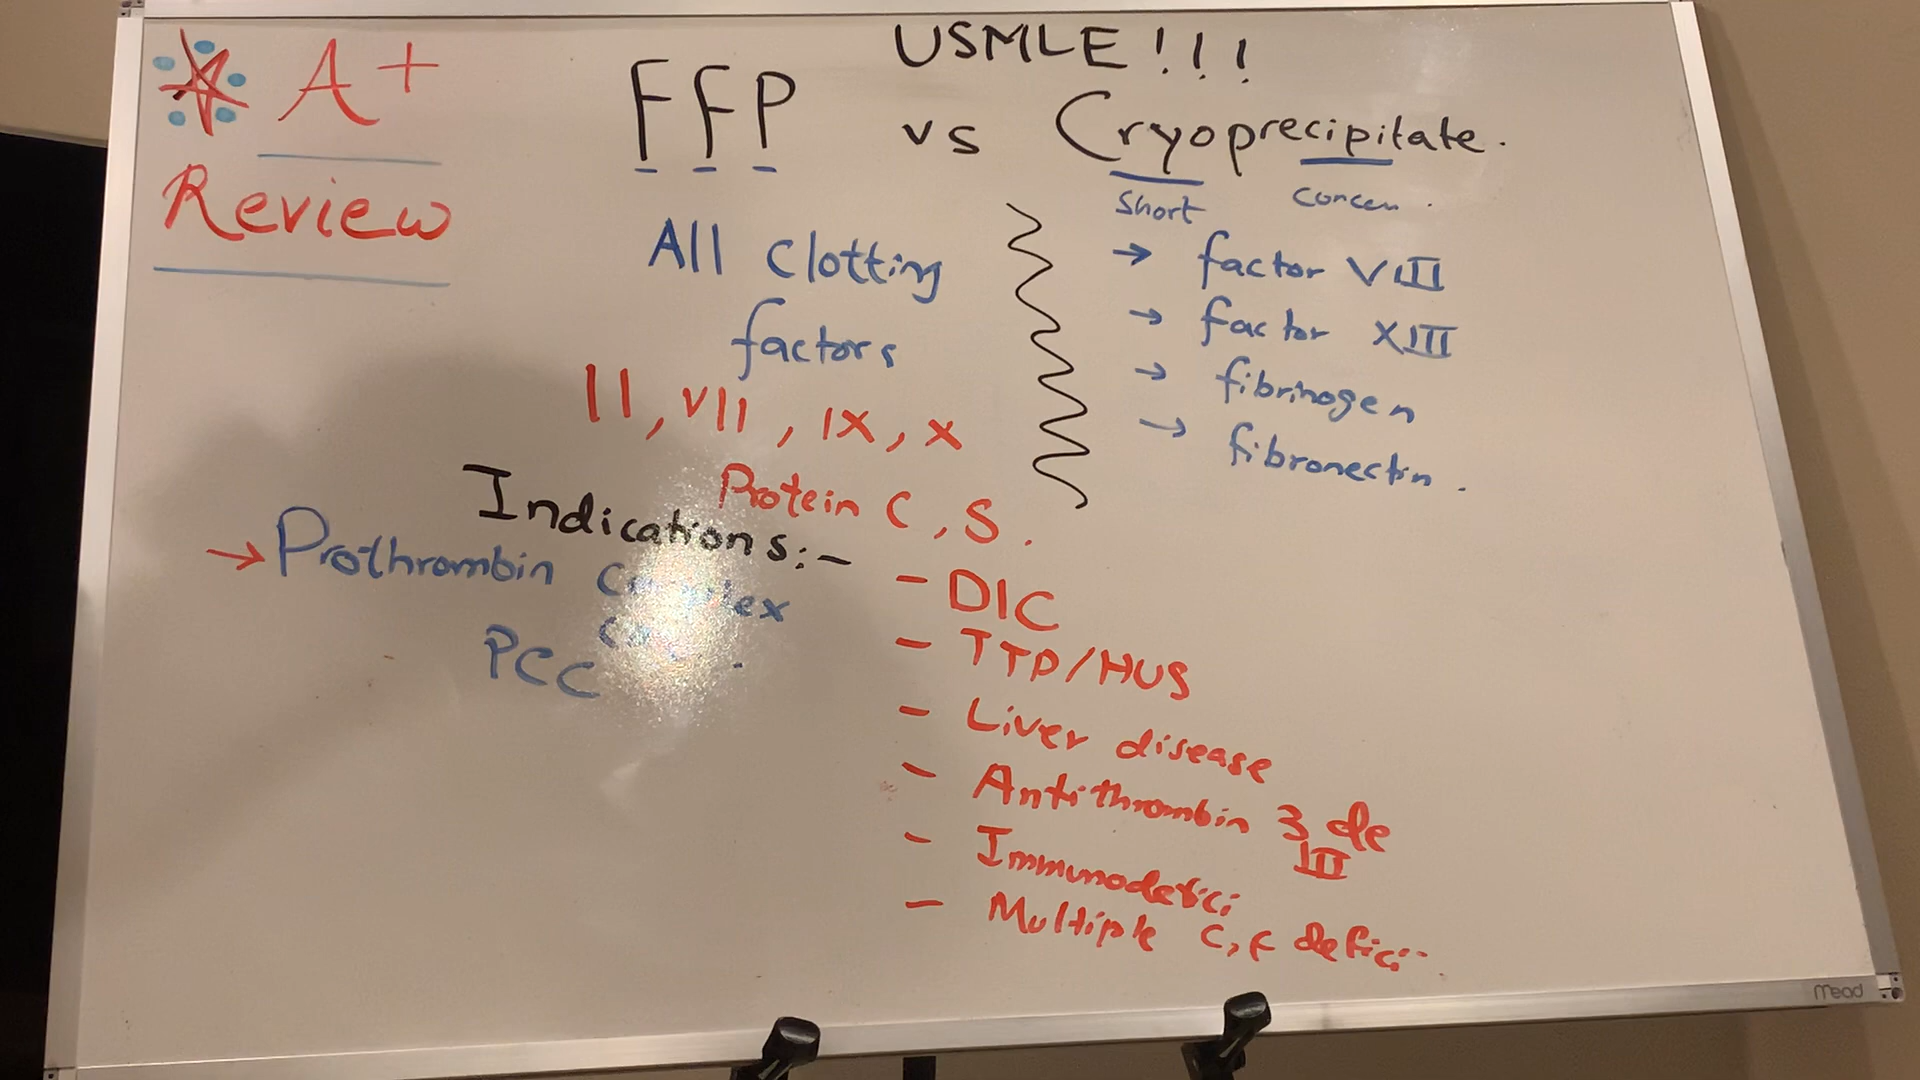 USMLE!!!
A+
Review
FFP vs Cryoprecipitate.
short concen.
All clotting
factors
II, VII, IX, X
Protein C, S.
→ factor VIII
→ factor XIII
→ fibrinogen
→ fibronectin.
Indications:-
→ Prothrombin Complex
PCC
- DIC
- TTP/HUS
- Liver disease
- Antithrombin 3 de
III
- Immunodefici
- Multiple C, F defici..
Mead